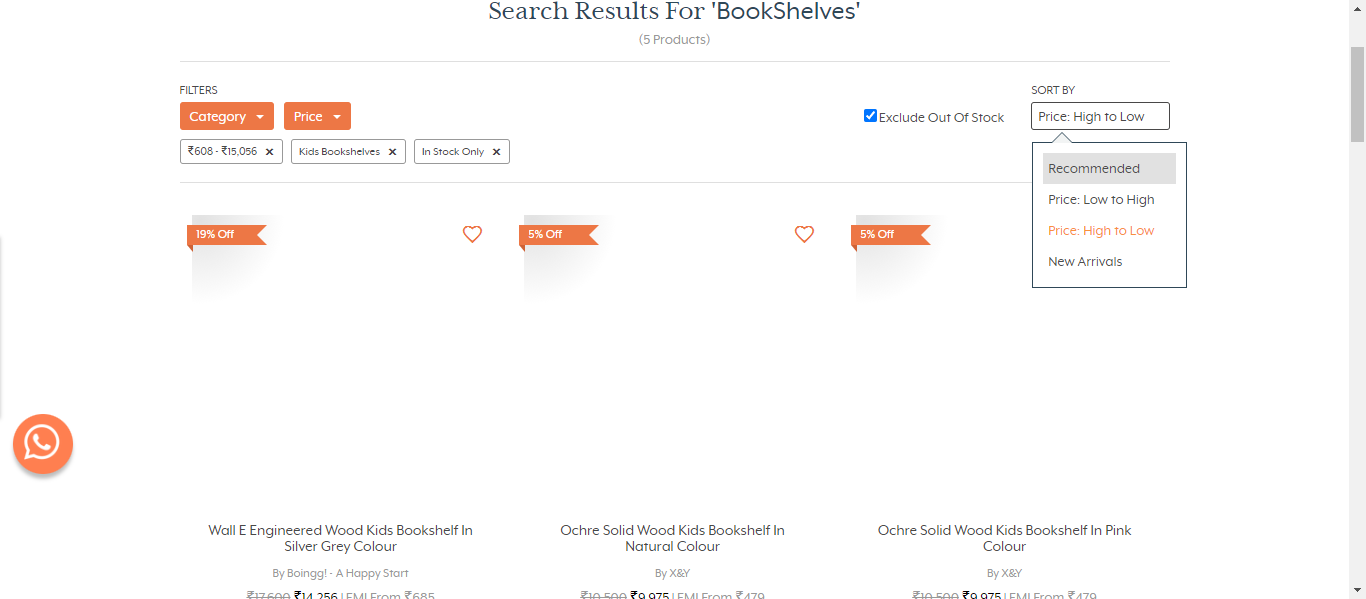 Search Results For 'BookShelves'
(5 Products)
FILTERS
SORT BY
Category
Price
Exclude Out Of Stock
Price: High to Low
₹608 - ₹15,056 ×
Kids Bookshelves ×
In Stock Only ×
Recommended
Price: Low to High
Price: High to Low
New Arrivals
19% Off
5% Off
5% Off
Wall E Engineered Wood Kids Bookshelf In
Silver Grey Colour
By Boingg! - A Happy Start
₹17,600 ₹14,256 | EMI From ₹685
Ochre Solid Wood Kids Bookshelf In
Natural Colour
By X&Y
₹10,500 ₹9,975 | EMI From ₹479
Ochre Solid Wood Kids Bookshelf In Pink
Colour
By X&Y
₹10,500 ₹9,975 | EMI From ₹479